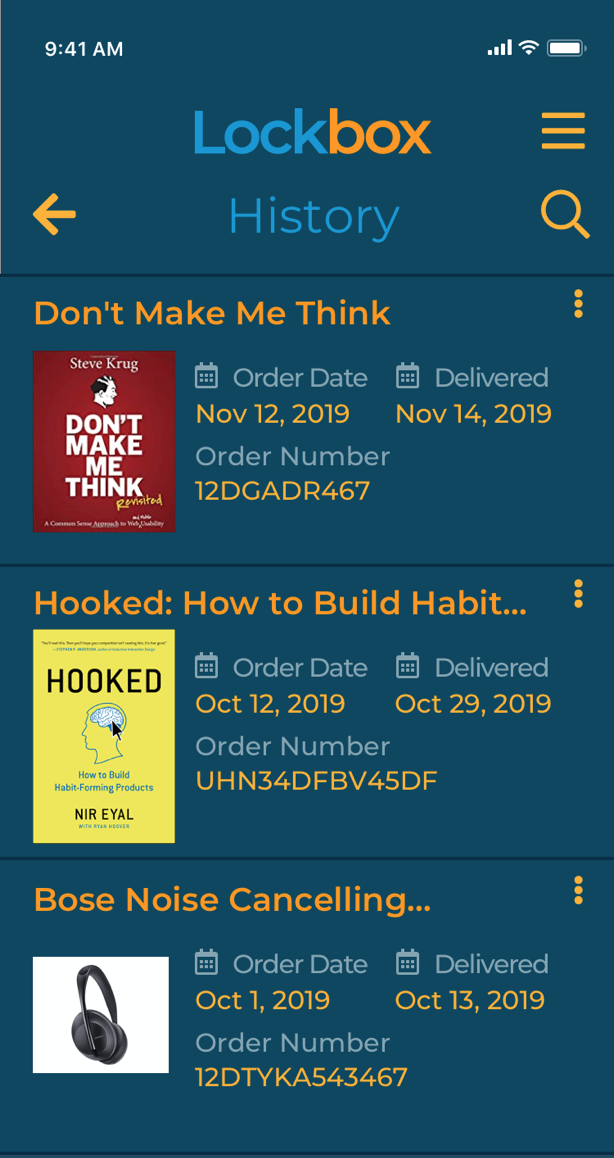 9:41 AM
Lockbox
History
Don't Make Me Think
Steve Krug
DON'T
MAKE
ME
THINK
Revisited
A Common Sense Approach to Web Usability
and Mobile
Order Date
Delivered
Nov 12, 2019
Nov 14, 2019
Order Number
12DGADR467
Hooked: How to Build Habit...
HOOKED
How to Build
Habit-Forming Products
NIR EYAL
WITH RYAN HOOVER
Order Date
Delivered
Oct 12, 2019
Oct 29, 2019
Order Number
UHN34DFBV45DF
Bose Noise Cancelling...
Order Date
Delivered
Oct 1, 2019
Oct 13, 2019
Order Number
12DTYKA543467